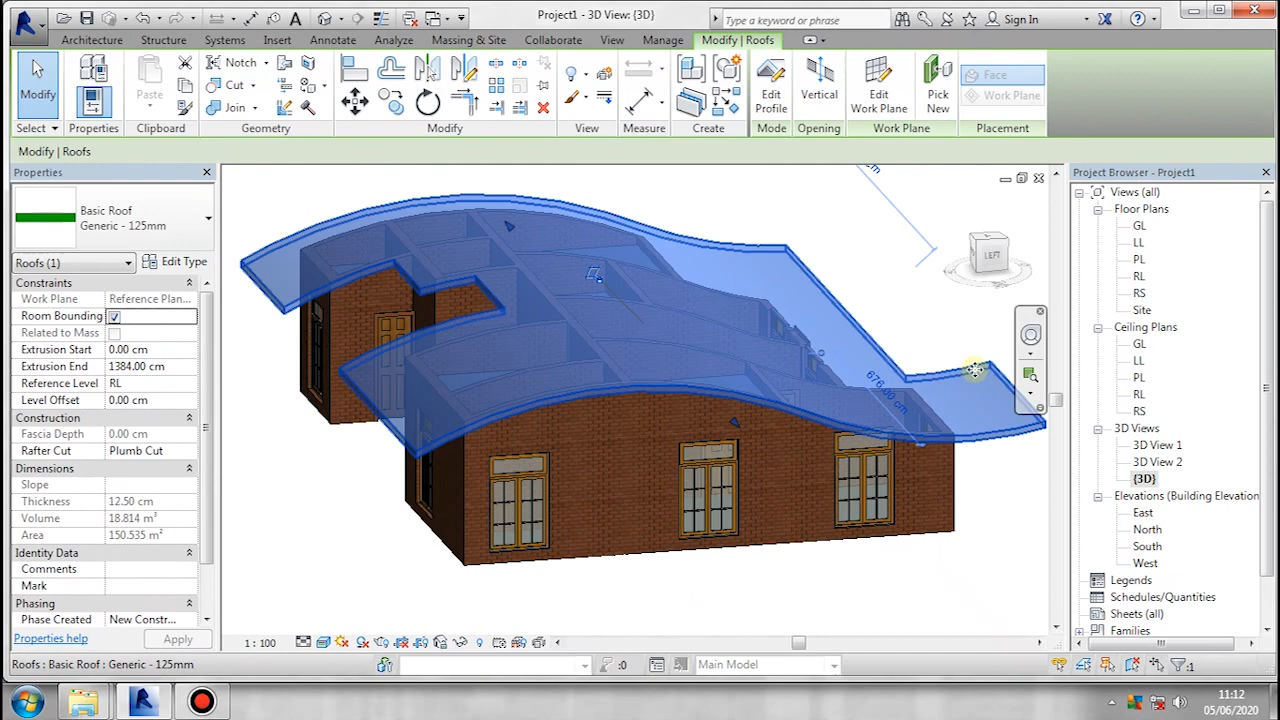 Project1 - 3D View: {3D}
Type a keyword or phrase
Sign In
Architecture
Structure
Systems
Insert
Annotate
Analyze
Massing & Site
Collaborate
View
Manage
Modify | Roofs
Modify
Select
Properties
Paste
Clipboard
Notch
Cut
Join
Geometry
Modify
View
Measure
Create
Edit
Profile
Mode
Vertical
Opening
Edit
Work Plane
Pick
New
Work Plane
Face
Work Plane
Placement
Modify | Roofs
Properties
Basic Roof
Generic - 125mm
Roofs (1)
Edit Type
Constraints
Work Plane Reference Plan...
Room Bounding
Related to Mass
Extrusion Start 0.00 cm
Extrusion End 1384.00 cm
Reference Level RL
Level Offset 0.00 cm
Construction
Fascia Depth 0.00 cm
Rafter Cut Plumb Cut
Dimensions
Slope
Thickness 12.50 cm
Volume 18.814 m³
Area 150.535 m²
Identity Data
Comments
Mark
Phasing
Phase Created New Constr...
Properties help
Apply
cm
LEFT
676.00 cm
1 : 100
Project Browser - Project1
Views (all)
Floor Plans
GL
LL
PL
RL
RS
Site
Ceiling Plans
GL
LL
PL
RL
RS
3D Views
3D View 1
3D View 2
{3D}
Elevations (Building Elevation
East
North
South
West
Legends
Schedules/Quantities
Sheets (all)
Families
Roofs : Basic Roof : Generic - 125mm
:0
Main Model
:1
11:12
05/06/2020